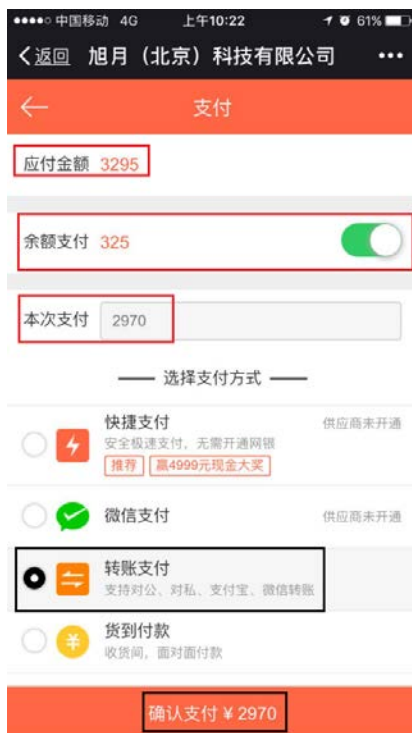 中国移动 4G 上午10:22 61%
返回 旭月（北京）科技有限公司
支付
应付金额 3295
余额支付 325
本次支付 2970
选择支付方式
快捷支付 供应商未开通
安全极速支付，无需开通网银
推荐 赢4999元现金大奖
微信支付 供应商未开通
转账支付
支持对公、对私、支付宝、微信转账
货到付款
收货间，面对面付款
确认支付 ¥ 2970